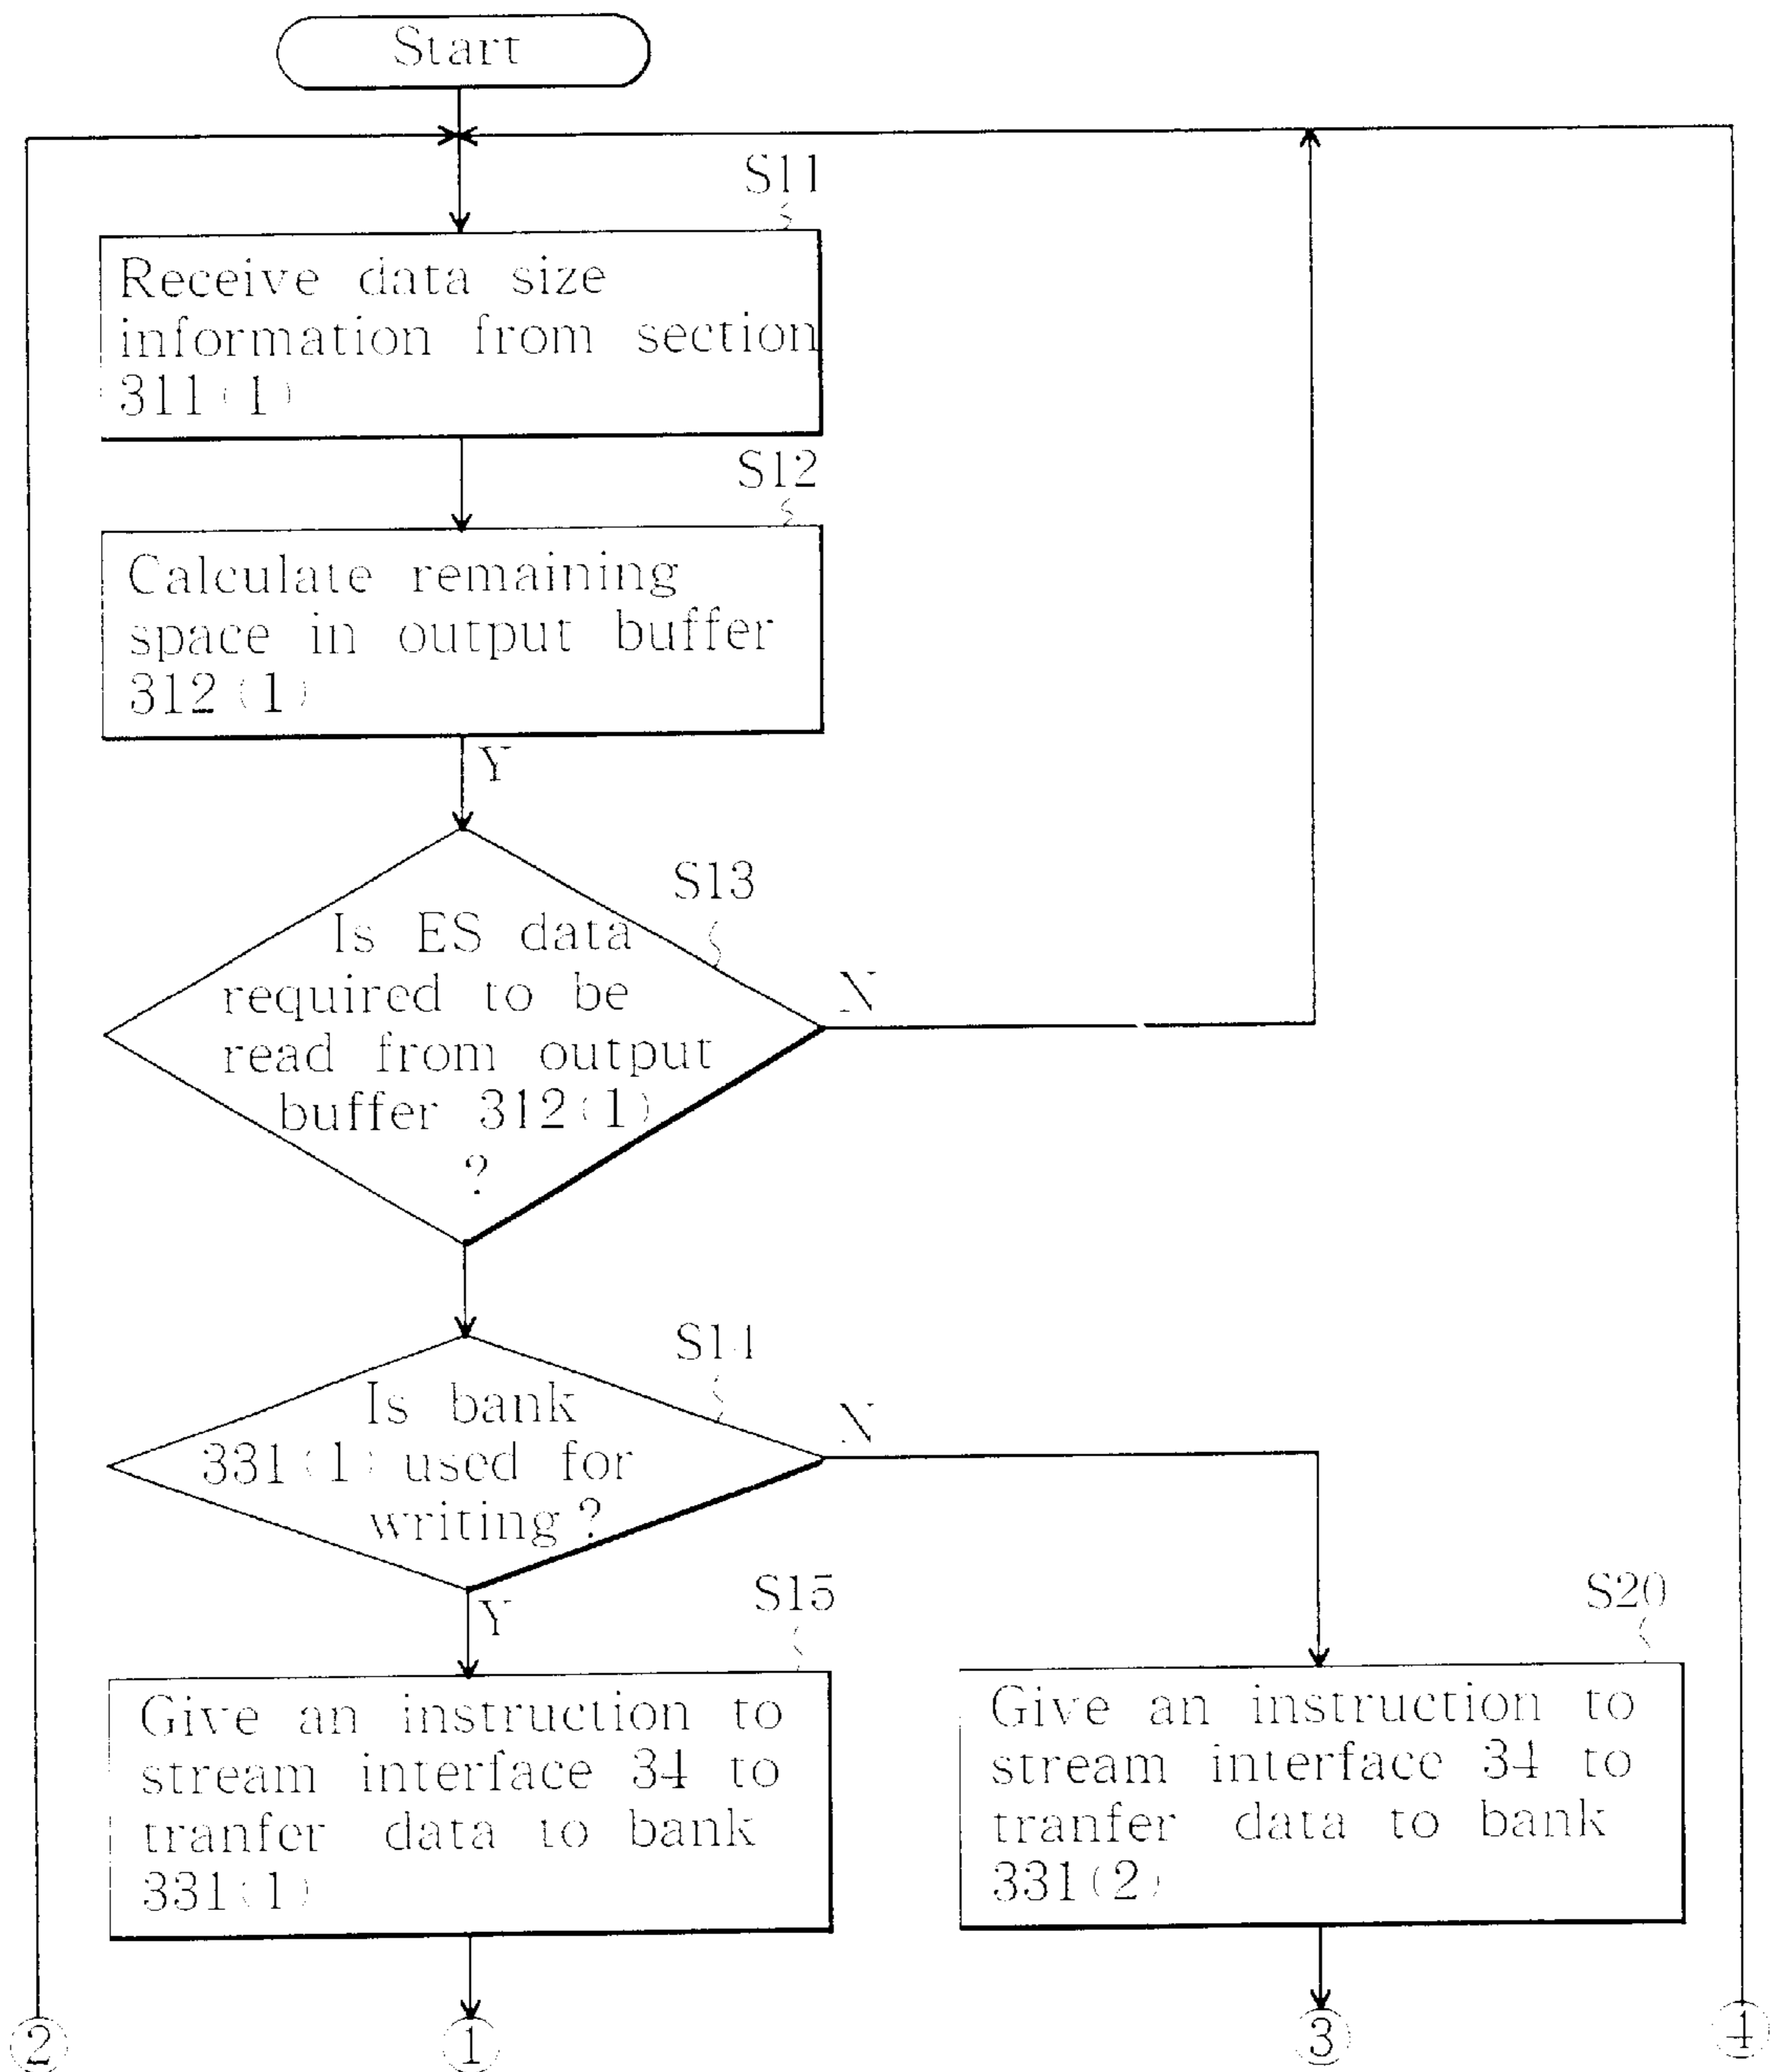 Start
S11
Receive data size
information from section
311(1)
S12
Calculate remaining
space in output buffer
312(1)
Y
S13
Is ES data
required to be
read from output
buffer 312(1)
?
N
S14
Is bank
331(1) used for
writing?
N
Y
S15
Give an instruction to
stream interface 34 to
tranfer data to bank
331(1)
S20
Give an instruction to
stream interface 34 to
tranfer data to bank
331(2)
2
1
3
4